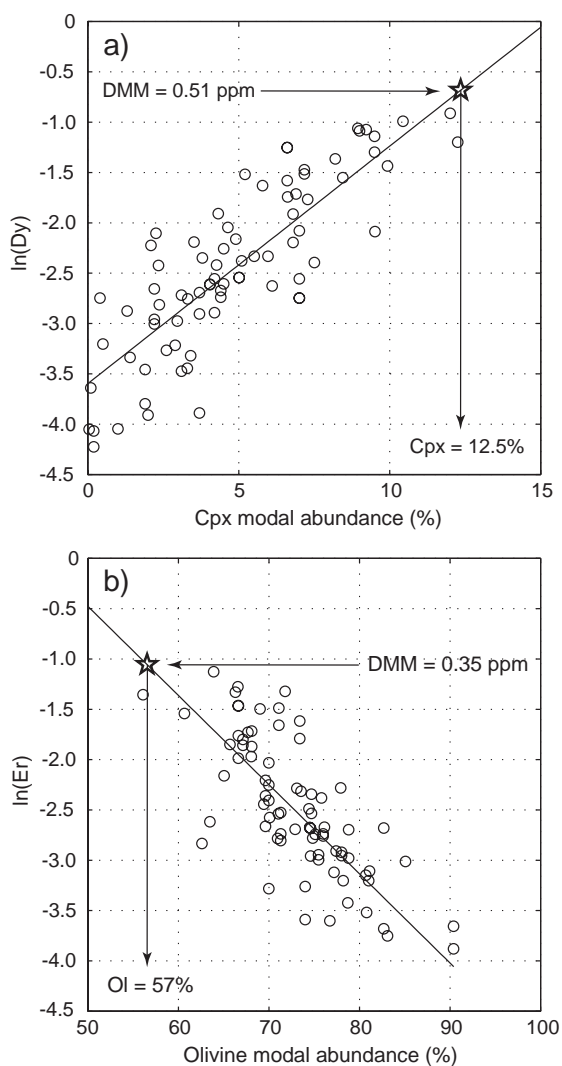 a)
0
-0.5
-1.0
-1.5
-2.0
-2.5
-3.0
-3.5
-4.0
-4.5
ln(Dy)
DMM = 0.51 ppm
Cpx = 12.5%
0 5 10 15
Cpx modal abundance (%)
b)
0
-0.5
-1.0
-1.5
-2.0
-2.5
-3.0
-3.5
-4.0
-4.5
ln(Er)
DMM = 0.35 ppm
Ol = 57%
50 60 70 80 90 100
Olivine modal abundance (%)